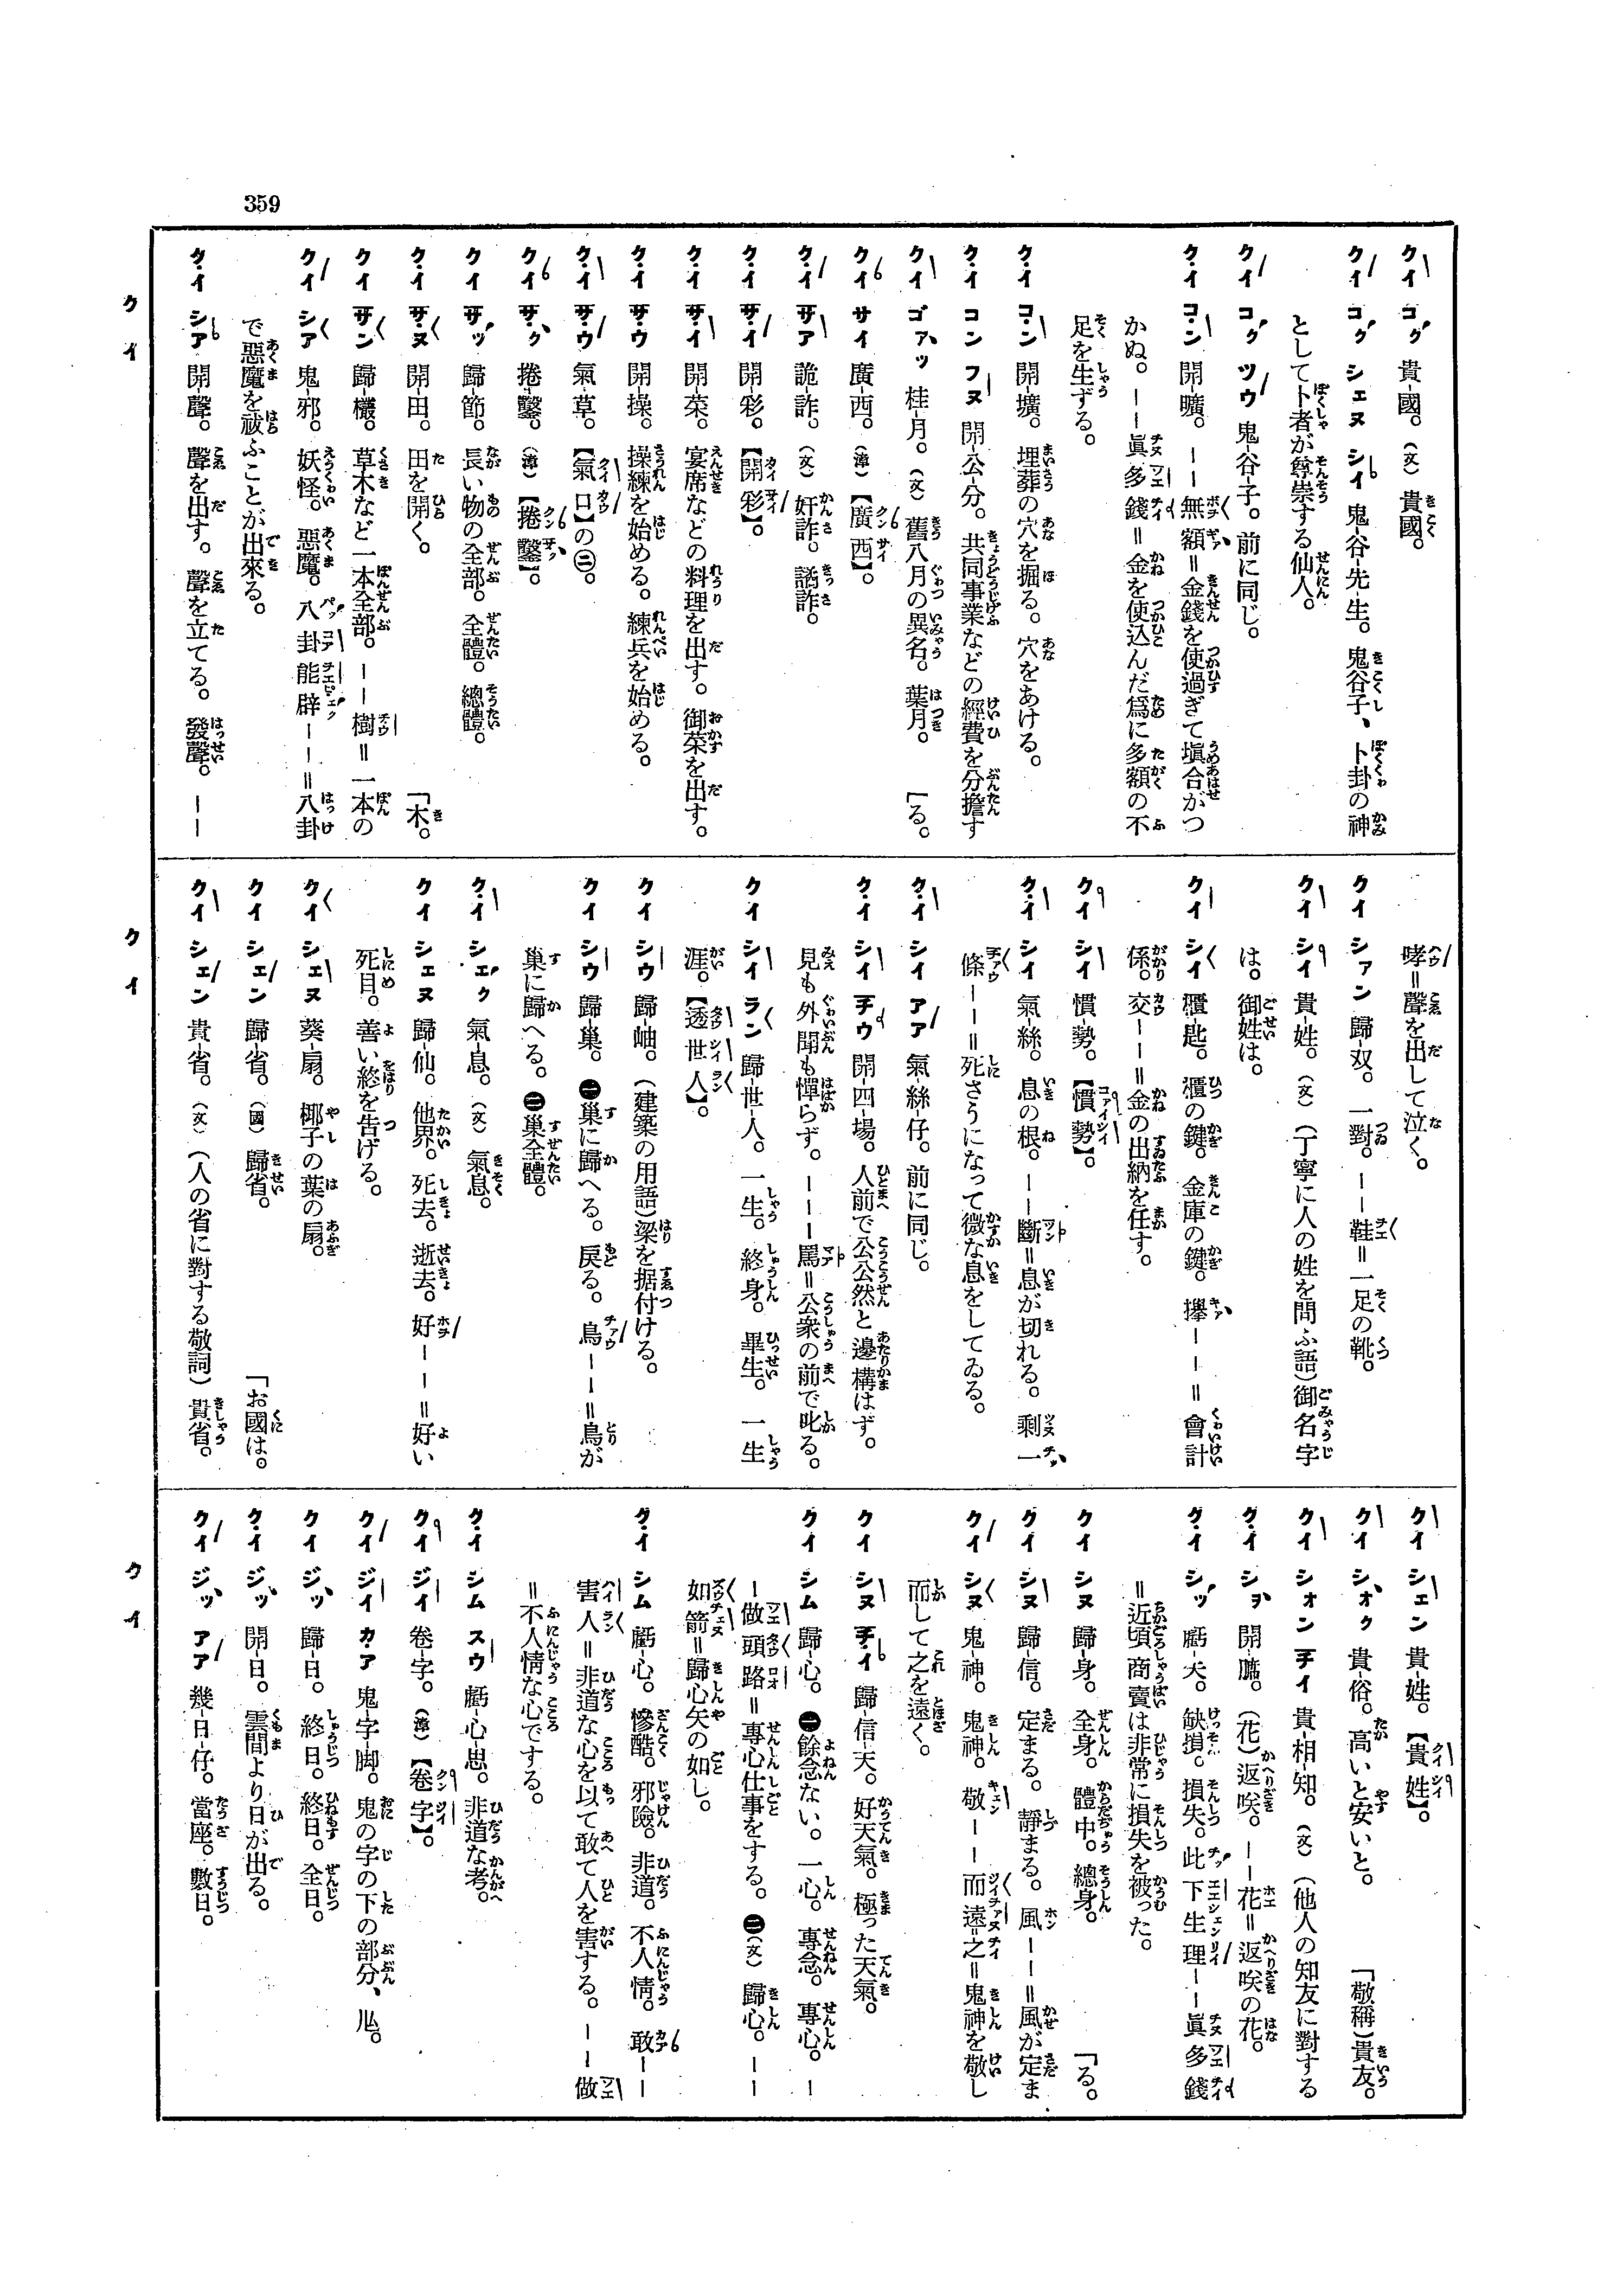 359
クイ コク 貴-國。(文) 貴國。
クイ コク シェヌ シイ 鬼-谷-先-生。鬼谷子、卜卦の神
として卜者が尊崇する仙人。
クイ コク ツウ 鬼-谷-子。前に同じ。
クイ コン 開-曠。――無額=金錢を使過ぎて塡合がつ
かぬ。――眞多錢=金を使込んだ爲に多額の不
足を生ずる。
クイ コン 開-壙。埋葬の穴を掘る。穴をあける。
クイ コン フヌ 開-公-分。共同事業などの經費を分擔す
クイ ゴァッ 桂-月。(文) 舊八月の異名。葉月。 「る。
クイ サイ 廣-西。(漳)【廣西】。
クイ サア 詭-詐。(文) 奸詐。譎詐。
クイ サイ 開-彩。【開彩】。
クイ サイ 開-菜。宴席などの料理を出す。御菜を出す。
クイ サウ 開-操。操練を始める。練兵を始める。
クイ サウ 氣-草。【氣日】の㊁。
クイ サク 捲-鑿。(漳)【捲鑿】。
クイ サッ 歸-節。長い物の全部。全體。總體。
クイ サヌ 開-田。田を開く。 「木。
クイ サン 歸-欉。草木など一本全部。――樹=一本の
クイ シア 鬼-邪。妖怪。惡魔。八卦能辟――=八卦
で惡魔を祓ふことが出來る。
クイ シア 開-聲。聲を出す。聲を立てる。發聲。――
哮=聲を出して泣く。
クイ シァン 歸-双。一對。――鞋=一足の靴。
クイ シイ 貴-姓。(文)(丁寧に人の姓を問ふ語)御名字
は。御姓は。
クイ シイ 櫃-匙。櫃の鍵。金庫の鍵。攑――=會計
係。交――=金の出納を任す。
クイ シイ 慣-勢。【慣勢】。
クイ シイ 氣-絲。息の根。――斷=息が切れる。剩一
條――=死さうになって微な息をしてゐる。
クイ シイ アア 氣-絲-仔。前に同じ。
クイ シイ チウ 開-四-場。人前で公公然と邊構はず。
見も外聞も憚らず。―――罵=公衆の前で叱る。
クイ シイ ラン 歸-世-人。一生。終身。畢生。一生
涯。【透世人】。
クイ シウ 歸-岫。(建築の用語)梁を据付ける。
クイ シウ 歸-巢。㊀巢に歸へる。戾る。鳥――=鳥が
巢に歸へる。㊁巢全體。
クイ シェク 氣-息。(文) 氣息。
クイ シェヌ 歸-仙。他界。死去。逝去。好――=好い
死目。善い終を告げる。
クイ シェヌ 葵-扇。椰子の葉の扇。
クイ シェン 歸-省。(國) 歸省。 「お國は。
クイ シェン 貴-省。(文)(人の省に對する敬詞)貴省。
クイ シェン 貴-姓。【貴姓】。
クイ シォク 貴-俗。高いと安いと。 「敬稱)貴友。
クイ シォン チイ 貴-相-知。(文)(他人の知友に對する
クイ シヲ 開-㬹。(花)返咲。――花=返咲の花。
クイ シッ 虧-失。缺損。損失。此下生理――眞多錢
=近頃商賣は非常に損失を被った。
クイ シヌ 歸-身。全身。體中。總身。 「る。
クイ シヌ 歸-信。定まる。靜まる。風――=風が定ま
クイ シヌ 鬼-神。鬼神。敬――而遠=之=鬼神を敬し
而して之を遠く。
クイ シヌ チイ 歸-信-天。好天氣。極った天氣。
クイ シム 歸-心。㊀餘念ない。一心。專念。專心。―
―做頭路=專心仕事をする。㊁(文) 歸心。――
如箭=歸心矢の如し。
クイ シム 虧-心。慘酷。邪險。非道。不人情。敢――
害人=非道な心を以て敢て人を害する。――做
=不人情な心でする。
クイ シム スウ 虧-心-思。非道な考。
クイ ジイ 卷-字。(漳)【卷字】。
クイ ジイ カア 鬼-字-脚。鬼の字の下の部分、儿。
クイ ジッ 歸-日。終日。終日。全日。
クイ ジッ 開-日。雲間より日が出る。
クイ ジッ アア 幾-日-仔。當座。數日。
クイ
クイ
クイ